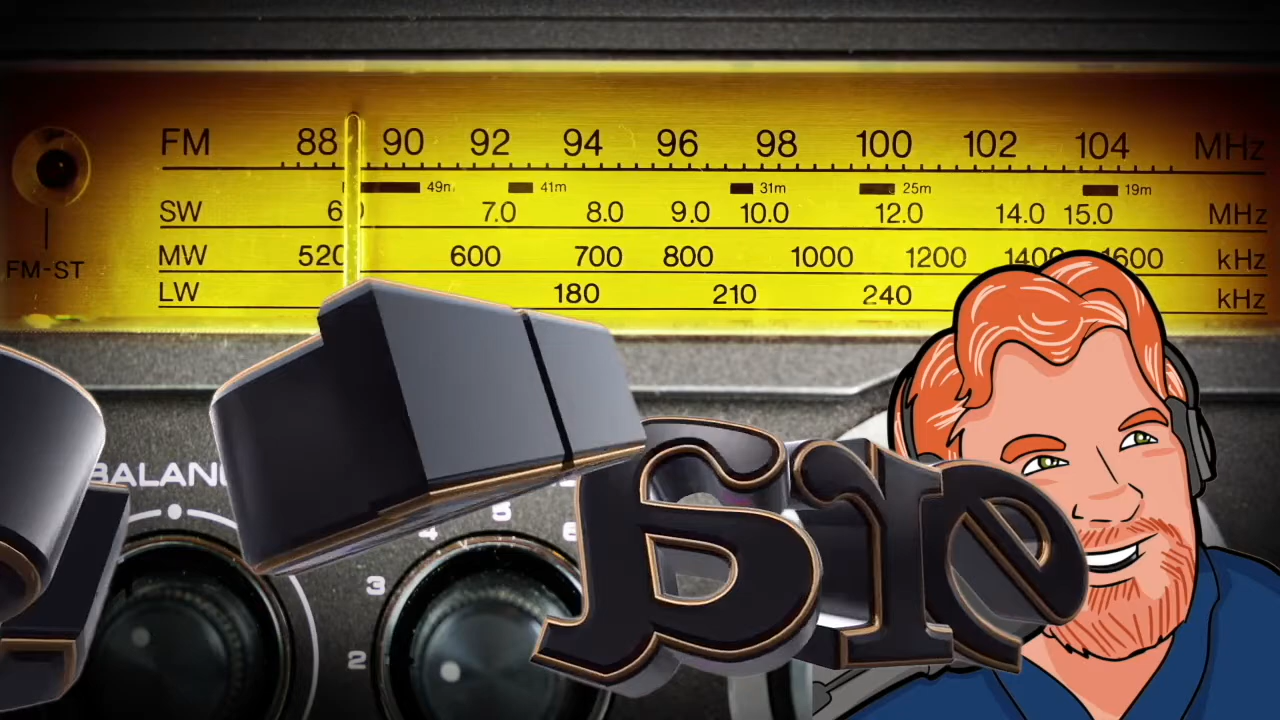 FM 88 90 92 94 96 98 100 102 104 MHz
49m 41m 31m 25m 19m
SW 7.0 8.0 9.0 10.0 12.0 14.0 15.0 MHz
MW 520 600 700 800 1000 1200 1400 1600 kHz
FM-ST
LW 180 210 240 kHz
5
4 6
3
2